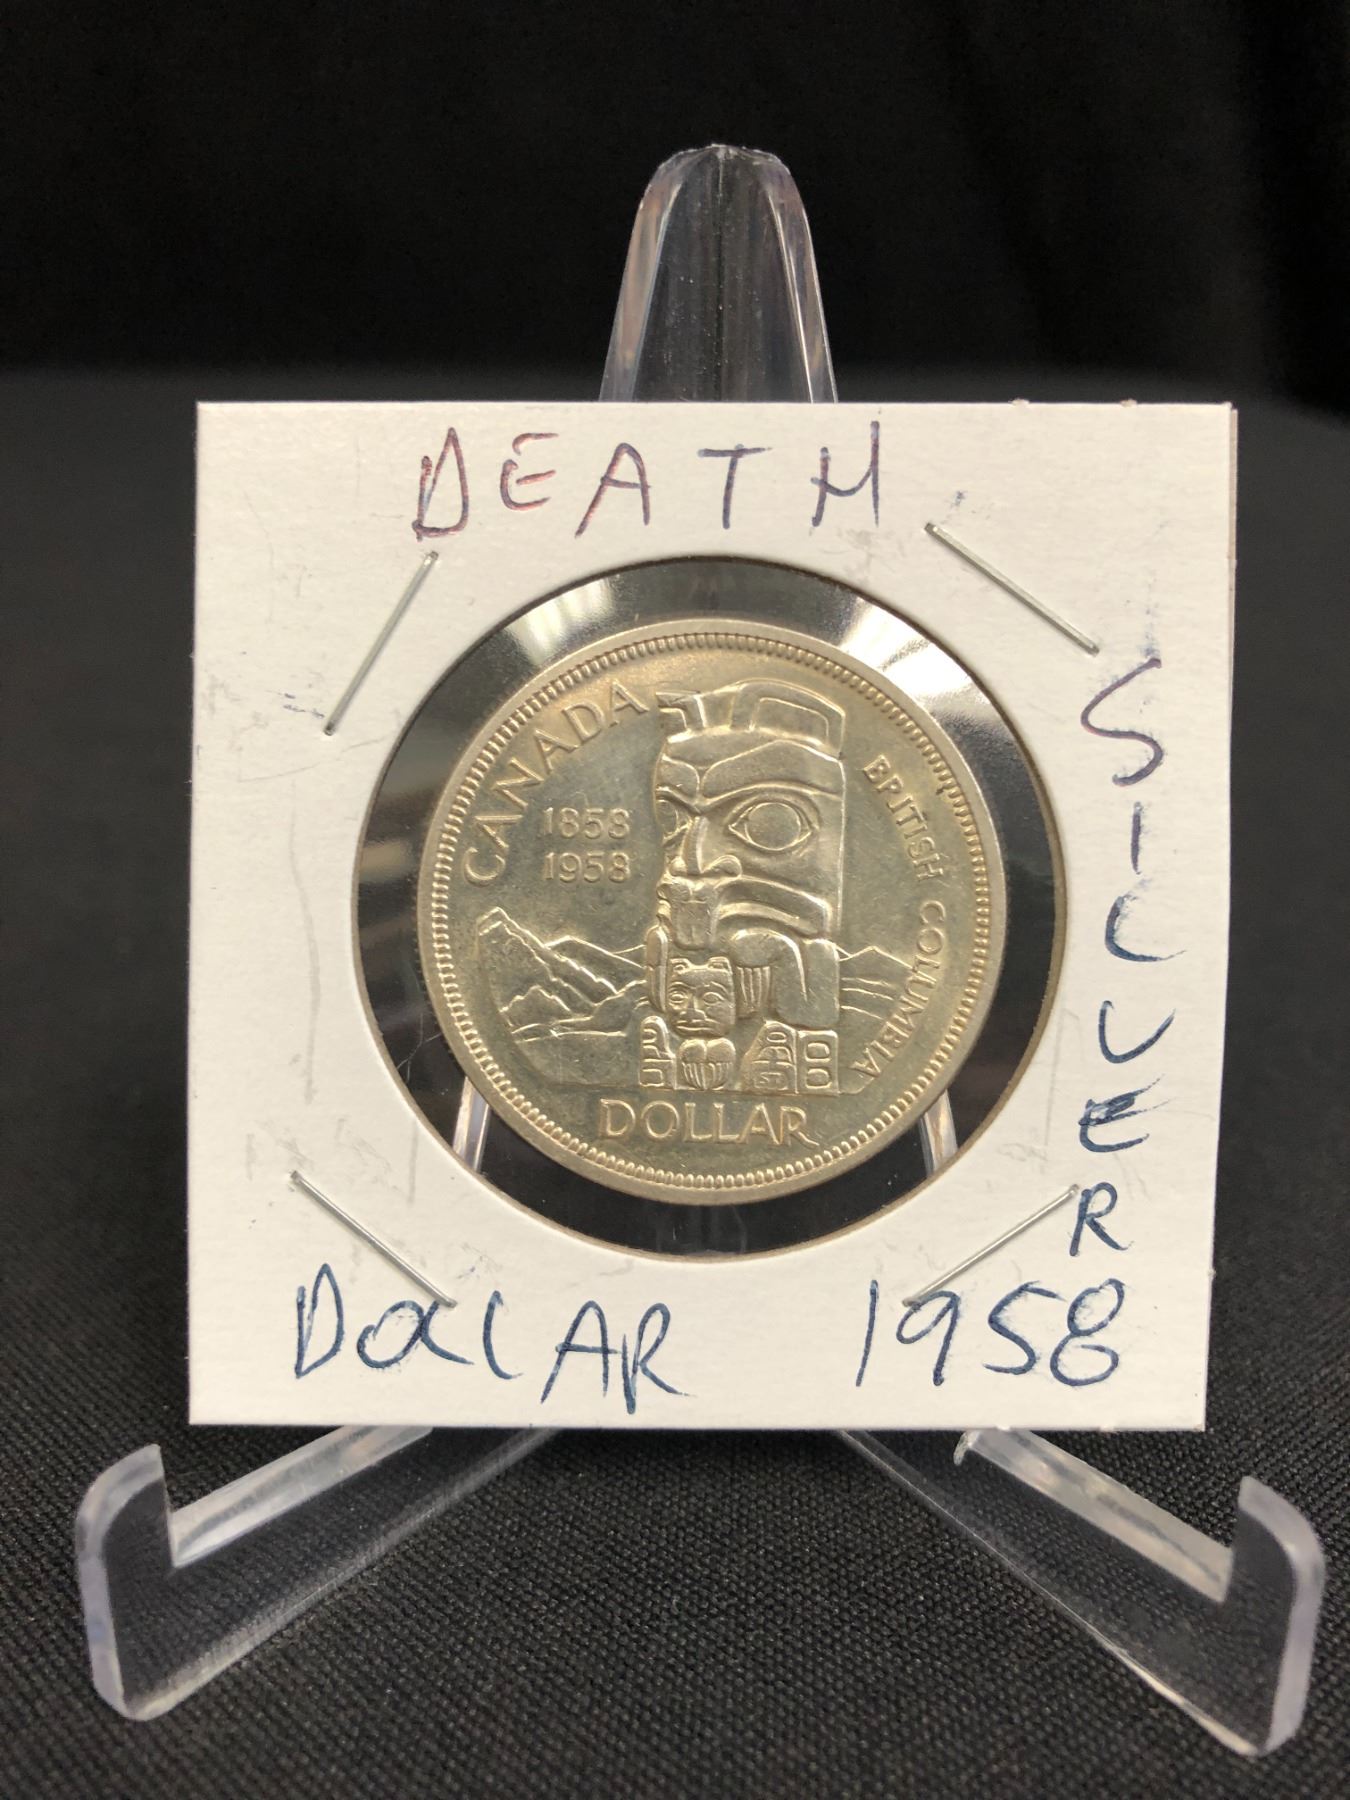 DEATH
SILVER
DOLLAR 1958
CANADA
1858
1958
BRITISH COLUMBIA
DOLLAR